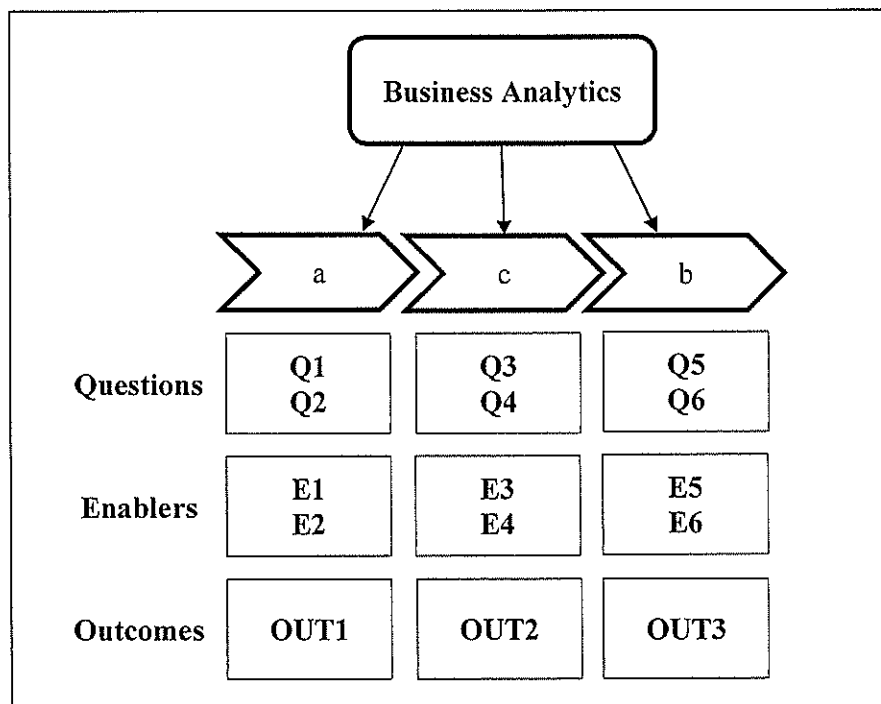 Business Analytics
a c b
Questions
Q1
Q2
Q3
Q4
Q5
Q6
Enablers
E1
E2
E3
E4
E5
E6
Outcomes
OUT1
OUT2
OUT3